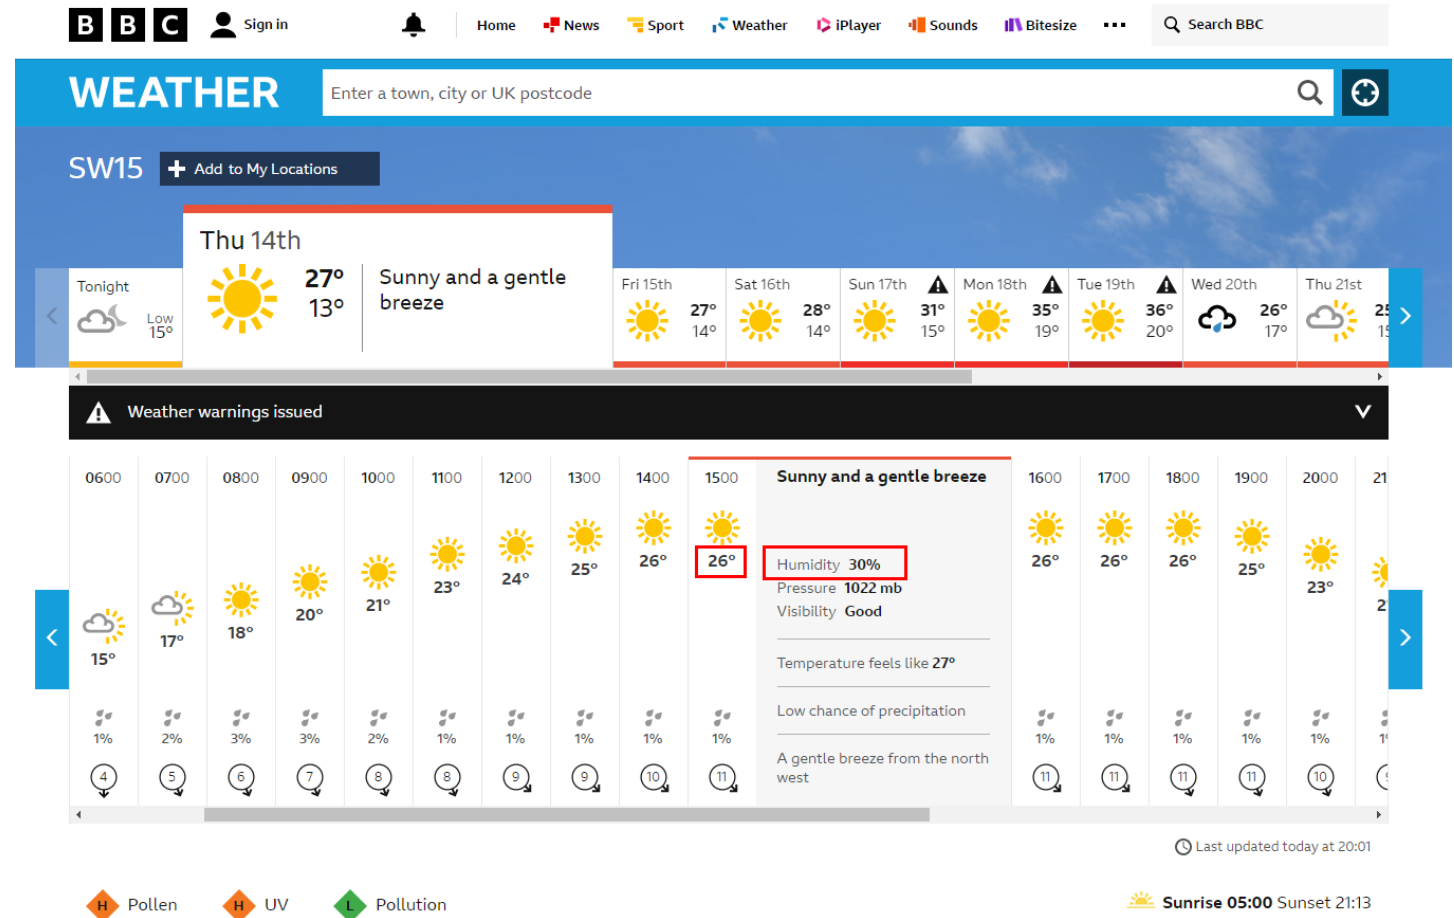 BBC Sign in Home News Sport Weather iPlayer Sounds Bitesize Search BBC
WEATHER Enter a town, city or UK postcode
SW15 Add to My Locations
Thu 14th
27° 13° Sunny and a gentle
breeze
Tonight
Low
15°
Fri 15th
27°
14°
Sat 16th
28°
14°
Sun 17th
31°
15°
Mon 18th
35°
19°
Tue 19th
36°
20°
Wed 20th
26°
17°
Thu 21st
Weather warnings issued
0600 0700 0800 0900 1000 1100 1200 1300 1400 1500 Sunny and a gentle breeze 1600 1700 1800 1900 2000 21
15° 17° 18° 20° 21° 23° 24° 25° 26° 26° 26° 26° 26° 25° 23°
Humidity 30%
Pressure 1022 mb
Visibility Good
Temperature feels like 27°
Low chance of precipitation
A gentle breeze from the north
west
1% 2% 3% 3% 2% 1% 1% 1% 1% 1% 1% 1% 1% 1% 1%
4 5 6 7 8 8 9 9 10 11 11 11 11 11 10
Last updated today at 20:01
H Pollen H UV L Pollution Sunrise 05:00 Sunset 21:13